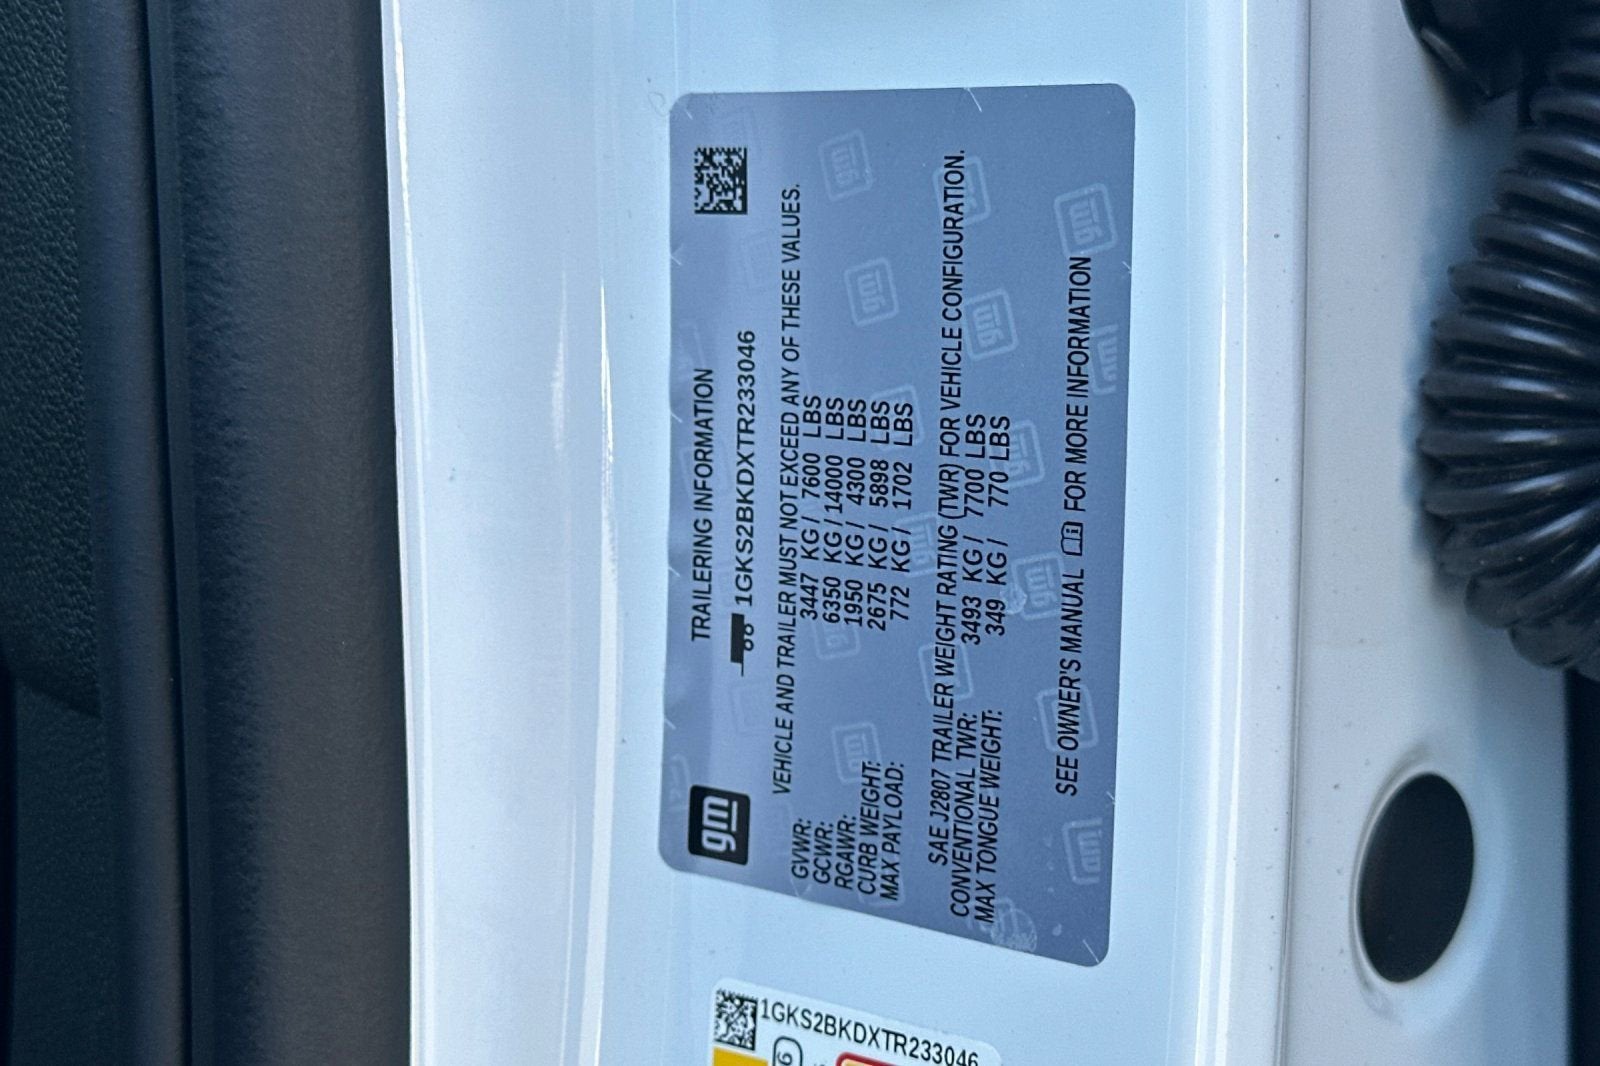 gm
TRAILERING INFORMATION
1GKS2BKDXTR233046
VEHICLE AND TRAILER MUST NOT EXCEED ANY OF THESE VALUES.
GVWR: 3447 KG / 7600 LBS
GCWR: 6350 KG / 14000 LBS
RGAWR: 1950 KG / 4300 LBS
CURB WEIGHT: 2675 KG / 5898 LBS
MAX PAYLOAD: 772 KG / 1702 LBS
SAE J2807 TRAILER WEIGHT RATING (TWR) FOR VEHICLE CONFIGURATION.
CONVENTIONAL TWR: 3493 KG / 7700 LBS
MAX TONGUE WEIGHT: 349 KG / 770 LBS
SEE OWNER'S MANUAL FOR MORE INFORMATION
1GKS2BKDXTR233046